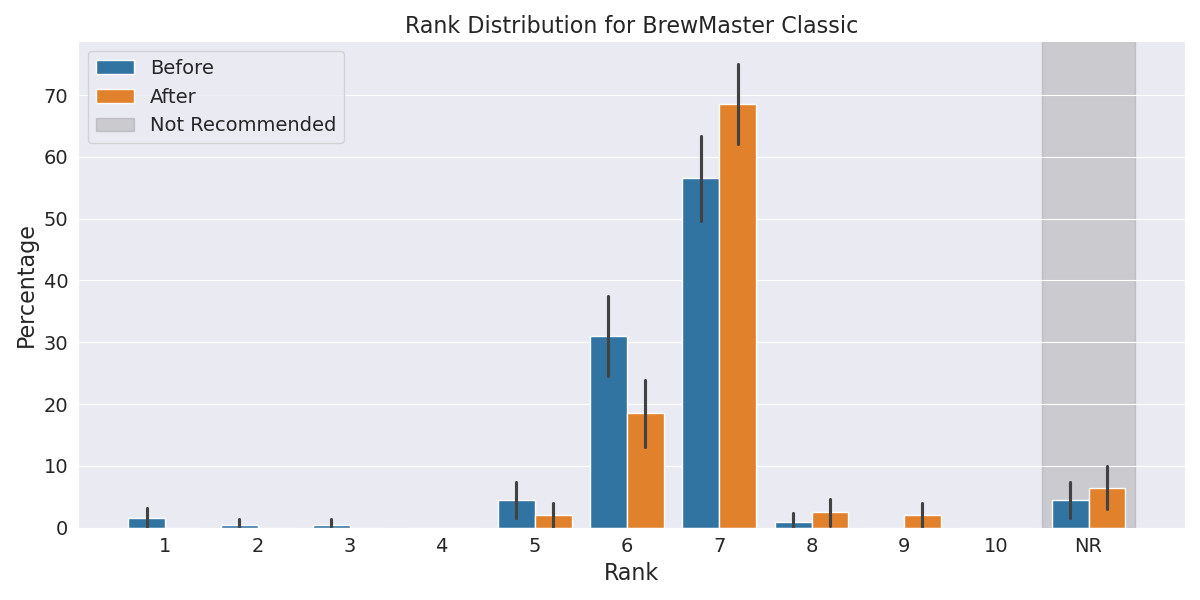 Rank Distribution for BrewMaster Classic
Before
After
Not Recommended
Percentage
70
60
50
40
30
20
10
0
1 2 3 4 5 6 7 8 9 10 NR
Rank